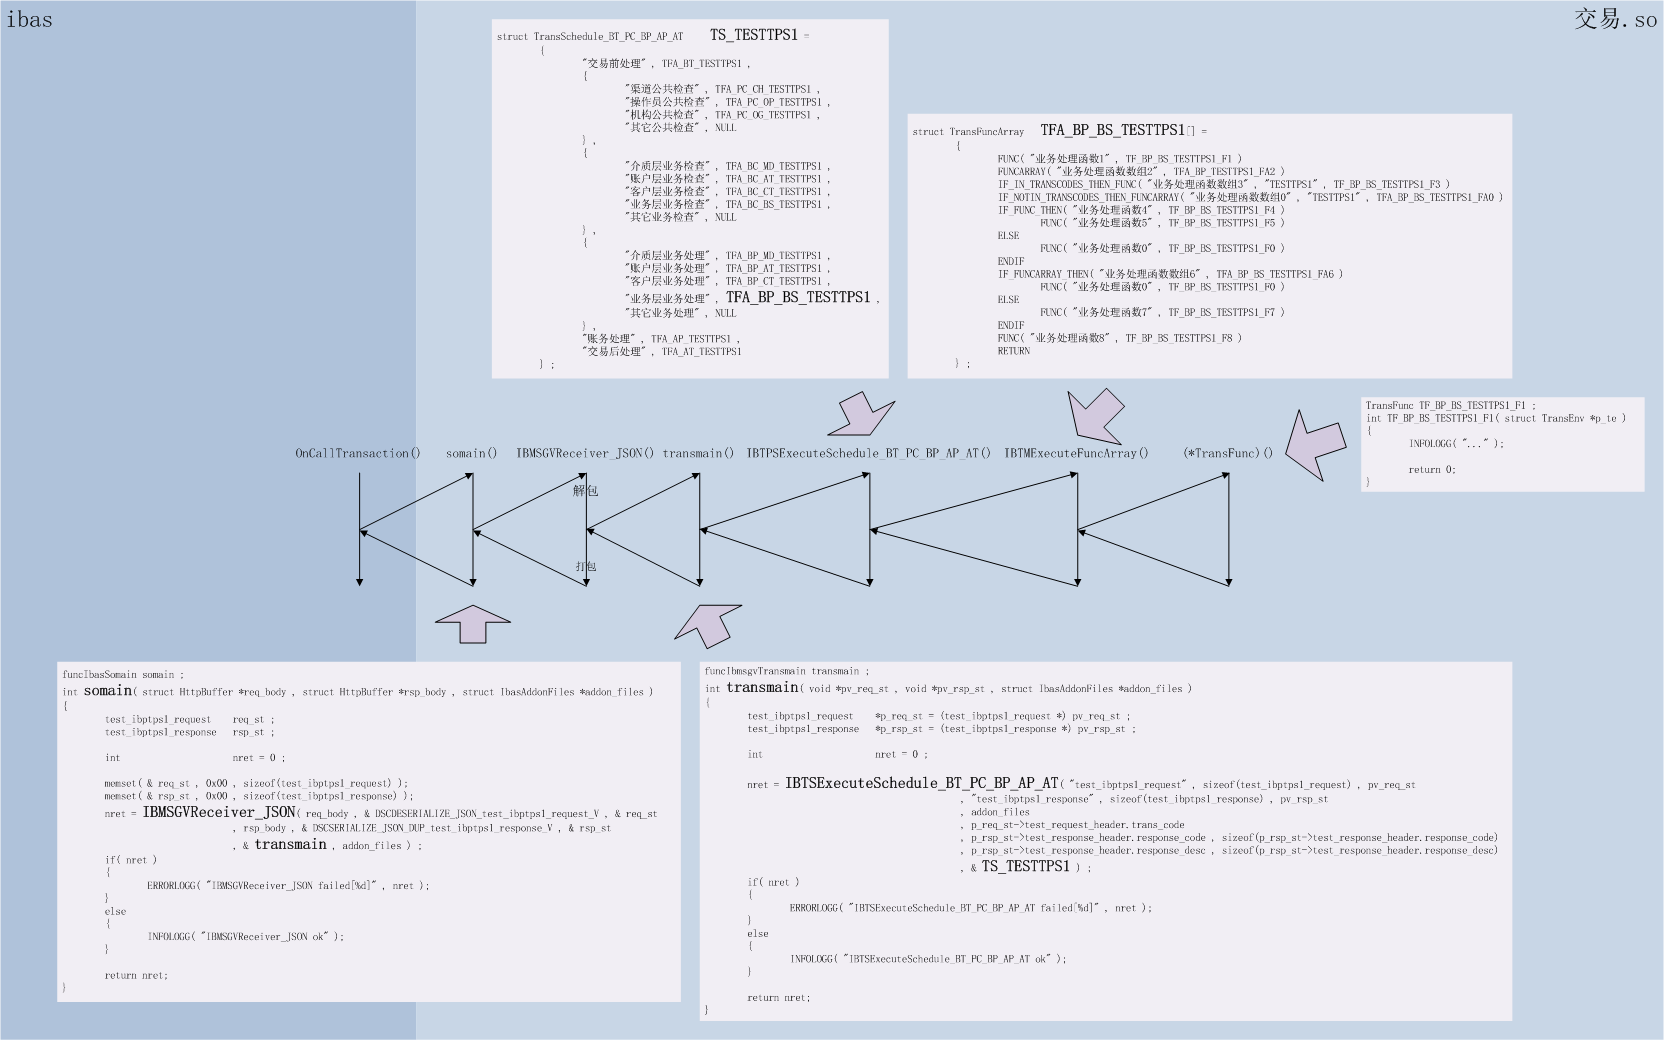 ibas
交易.so
struct TransSchedule_BT_PC_BP_AP_AT TS_TESTTPS1 =
{
"交易前处理" , TFA_BT_TESTTPS1 ,
{
"渠道公共检查" , TFA_PC_CH_TESTTPS1 ,
"操作员公共检查" , TFA_PC_OP_TESTTPS1 ,
"机构公共检查" , TFA_PC_OG_TESTTPS1 ,
"其它公共检查" , NULL
} ,
{
"介质层业务检查" , TFA_BC_MD_TESTTPS1 ,
"账户层业务检查" , TFA_BC_AT_TESTTPS1 ,
"客户层业务检查" , TFA_BC_CT_TESTTPS1 ,
"业务层业务检查" , TFA_BC_BS_TESTTPS1 ,
"其它业务检查" , NULL
} ,
{
"介质层业务处理" , TFA_BP_MD_TESTTPS1 ,
"账户层业务处理" , TFA_BP_AT_TESTTPS1 ,
"客户层业务处理" , TFA_BP_CT_TESTTPS1 ,
"业务层业务处理" , TFA_BP_BS_TESTTPS1 ,
"其它业务处理" , NULL
} ,
"账务处理" , TFA_AP_TESTTPS1 ,
"交易后处理" , TFA_AT_TESTTPS1
} ;
struct TransFuncArray TFA_BP_BS_TESTTPS1[] =
{
FUNC( "业务处理函数1" , TF_BP_BS_TESTTPS1_F1 )
FUNCARRAY( "业务处理函数数组2" , TFA_BP_TESTTPS1_FA2 )
IF_IN_TRANSCODES_THEN_FUNC( "业务处理函数数组3" , "TESTTPS1" , TF_BP_BS_TESTTPS1_F3 )
IF_NOTIN_TRANSCODES_THEN_FUNCARRAY( "业务处理函数数组0" , "TESTTPS1" , TFA_BP_BS_TESTTPS1_FA0 )
IF_FUNC_THEN( "业务处理函数4" , TF_BP_BS_TESTTPS1_F4 )
FUNC( "业务处理函数5" , TF_BP_BS_TESTTPS1_F5 )
ELSE
FUNC( "业务处理函数0" , TF_BP_BS_TESTTPS1_F0 )
ENDIF
IF_FUNCARRAY_THEN( "业务处理函数数组6" , TFA_BP_BS_TESTTPS1_FA6 )
FUNC( "业务处理函数0" , TF_BP_BS_TESTTPS1_F0 )
ELSE
FUNC( "业务处理函数7" , TF_BP_BS_TESTTPS1_F7 )
ENDIF
FUNC( "业务处理函数8" , TF_BP_BS_TESTTPS1_F8 )
RETURN
} ;
TransFunc TF_BP_BS_TESTTPS1_F1 ;
int TF_BP_BS_TESTTPS1_F1( struct TransEnv *p_te )
{
INFOLOGG( "..." );
return 0;
}
OnCallTransaction() somain() IBMSGVReceiver_JSON() transmain() IBTPSExecuteSchedule_BT_PC_BP_AP_AT() IBTMExecuteFuncArray() (*TransFunc)()
解包
打包
funcIbasSomain somain ;
int somain( struct HttpBuffer *req_body , struct HttpBuffer *rsp_body , struct IbasAddonFiles *addon_files )
{
test_ibptps1_request req_st ;
test_ibptps1_response rsp_st ;
int nret = 0 ;
memset( & req_st , 0x00 , sizeof(test_ibptps1_request) );
memset( & rsp_st , 0x00 , sizeof(test_ibptps1_response) );
nret = IBMSGVReceiver_JSON( req_body , & DSCDESERIALIZE_JSON_test_ibptps1_request_V , & req_st
, rsp_body , & DSCSERIALIZE_JSON_DUP_test_ibptps1_response_V , & rsp_st
, & transmain , addon_files ) ;
if( nret )
{
ERRORLOGG( "IBMSGVReceiver_JSON failed[%d]" , nret );
}
else
{
INFOLOGG( "IBMSGVReceiver_JSON ok" );
}
return nret;
}
funcIbmsgvTransmain transmain ;
int transmain( void *pv_req_st , void *pv_rsp_st , struct IbasAddonFiles *addon_files )
{
test_ibptps1_request *p_req_st = (test_ibptps1_request *) pv_req_st ;
test_ibptps1_response *p_rsp_st = (test_ibptps1_response *) pv_rsp_st ;
int nret = 0 ;
nret = IBTSExecuteSchedule_BT_PC_BP_AP_AT( "test_ibptps1_request" , sizeof(test_ibptps1_request) , pv_req_st
, "test_ibptps1_response" , sizeof(test_ibptps1_response) , pv_rsp_st
, addon_files
, p_req_st->test_request_header.trans_code
, p_rsp_st->test_response_header.response_code , sizeof(p_rsp_st->test_response_header.response_code)
, p_rsp_st->test_response_header.response_desc , sizeof(p_rsp_st->test_response_header.response_desc)
, & TS_TESTTPS1 ) ;
if( nret )
{
ERRORLOGG( "IBTSExecuteSchedule_BT_PC_BP_AP_AT failed[%d]" , nret );
}
else
{
INFOLOGG( "IBTSExecuteSchedule_BT_PC_BP_AP_AT ok" );
}
return nret;
}